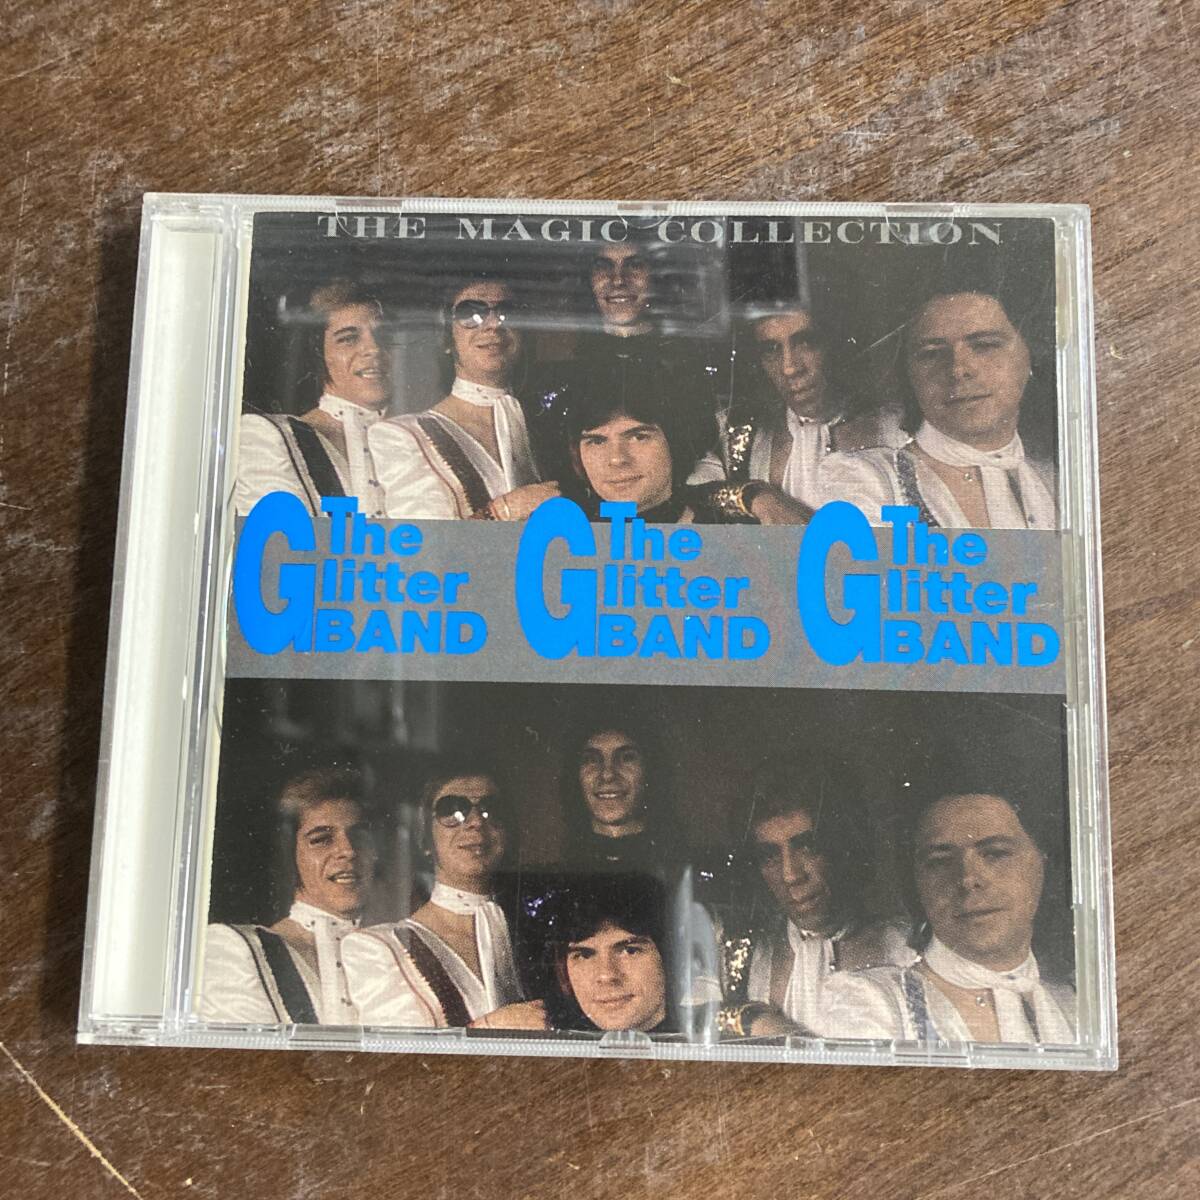 THE MAGIC COLLECTION
The
Glitter
BAND
The
Glitter
BAND
The
Glitter
BAND